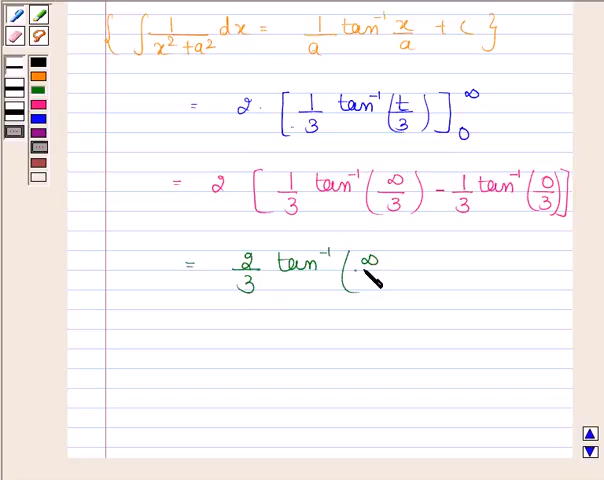 { ∫ 1/(x²+a²) dx = 1/a tan⁻¹ x/a + C }
= 2 · [ 1/3 tan⁻¹ (t/3) ]₀^∞
= 2 [ 1/3 tan⁻¹ (∞/3) - 1/3 tan⁻¹ (0/3) ]
= 2/3 tan⁻¹ (∞